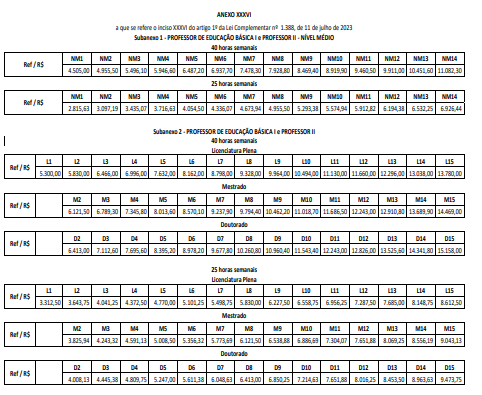 ANEXO XXXVI
a que se refere o inciso XXXVI do artigo 1º da Lei Complementar nº 1.388, de 11 de julho de 2023
Subanexo 1 - PROFESSOR DE EDUCAÇÃO BÁSICA I e PROFESSOR II - NÍVEL MÉDIO
40 horas semanais
Ref / R$ NM1 NM2 NM3 NM4 NM5 NM6 NM7 NM8 NM9 NM10 NM11 NM12 NM13 NM14
4.505,00 4.955,50 5.496,10 5.946,60 6.487,20 6.937,70 7.478,30 7.928,80 8.469,40 8.919,90 9.460,50 9.911,00 10.451,60 11.082,30
25 horas semanais
Ref / R$ NM1 NM2 NM3 NM4 NM5 NM6 NM7 NM8 NM9 NM10 NM11 NM12 NM13 NM14
2.815,63 3.097,19 3.435,07 3.716,63 4.054,50 4.336,07 4.673,94 4.955,50 5.293,38 5.574,94 5.912,82 6.194,38 6.532,25 6.926,44
Subanexo 2 - PROFESSOR DE EDUCAÇÃO BÁSICA I e PROFESSOR II
40 horas semanais
Licenciatura Plena
Ref / R$ L1 L2 L3 L4 L5 L6 L7 L8 L9 L10 L11 L12 L13 L14 L15
5.300,00 5.830,00 6.466,00 6.996,00 7.632,00 8.162,00 8.798,00 9.328,00 9.964,00 10.494,00 11.130,00 11.660,00 12.296,00 13.038,00 13.780,00
Mestrado
Ref / R$ M2 M3 M4 M5 M6 M7 M8 M9 M10 M11 M12 M13 M14 M15
6.121,50 6.789,30 7.345,80 8.013,60 8.570,10 9.237,90 9.794,40 10.462,20 11.018,70 11.686,50 12.243,00 12.910,80 13.689,90 14.469,00
Doutorado
Ref / R$ D2 D3 D4 D5 D6 D7 D8 D9 D10 D11 D12 D13 D14 D15
6.413,00 7.112,60 7.695,60 8.395,20 8.978,20 9.677,80 10.260,80 10.960,40 11.543,40 12.243,00 12.826,00 13.525,60 14.341,80 15.158,00
25 horas semanais
Licenciatura Plena
Ref / R$ L1 L2 L3 L4 L5 L6 L7 L8 L9 L10 L11 L12 L13 L14 L15
3.312,50 3.643,75 4.041,25 4.372,50 4.770,00 5.101,25 5.498,75 5.830,00 6.227,50 6.558,75 6.956,25 7.287,50 7.685,00 8.148,75 8.612,50
Mestrado
Ref / R$ M2 M3 M4 M5 M6 M7 M8 M9 M10 M11 M12 M13 M14 M15
3.825,94 4.243,32 4.591,13 5.008,50 5.356,32 5.773,69 6.121,50 6.538,88 6.886,69 7.304,07 7.651,88 8.069,25 8.556,19 9.043,13
Doutorado
Ref / R$ D2 D3 D4 D5 D6 D7 D8 D9 D10 D11 D12 D13 D14 D15
4.008,13 4.445,38 4.809,75 5.247,00 5.611,38 6.048,63 6.413,00 6.850,25 7.214,63 7.651,88 8.016,25 8.453,50 8.963,63 9.473,75